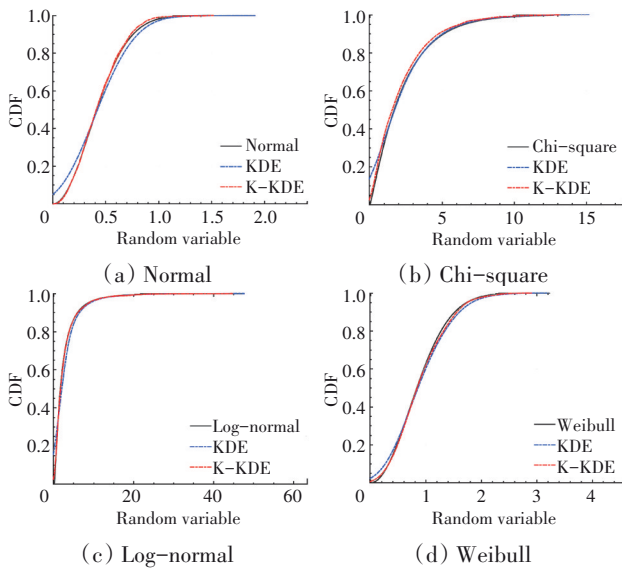 1.0
0.8
0.6
0.4
0.2
CDF
Normal
KDE
K-KDE
0 0.5 1.0 1.5 2.0
Random variable
(a) Normal
1.0
0.8
0.6
0.4
0.2
CDF
Chi-square
KDE
K-KDE
0 5 10 15
Random variable
(b) Chi-square
1.0
0.8
0.6
0.4
0.2
CDF
Log-normal
KDE
K-KDE
0 20 40 60
Random variable
(c) Log-normal
1.0
0.8
0.6
0.4
0.2
CDF
Weibull
KDE
K-KDE
0 1 2 3 4
Random variable
(d) Weibull